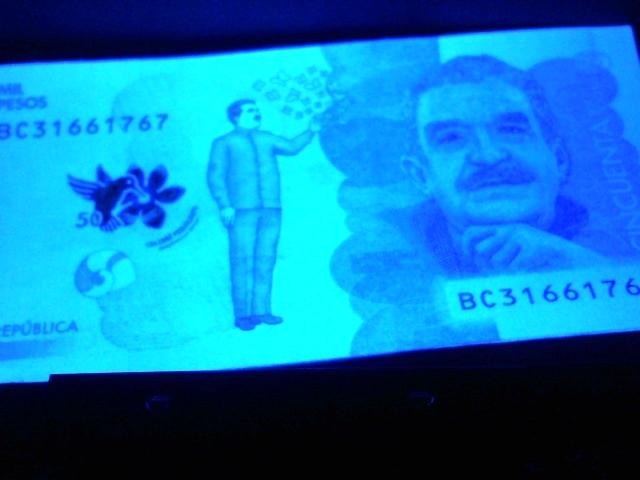 MIL
PESOS
BC31661767
50
REPÚBLICA
CINCUENTA
BC3166176